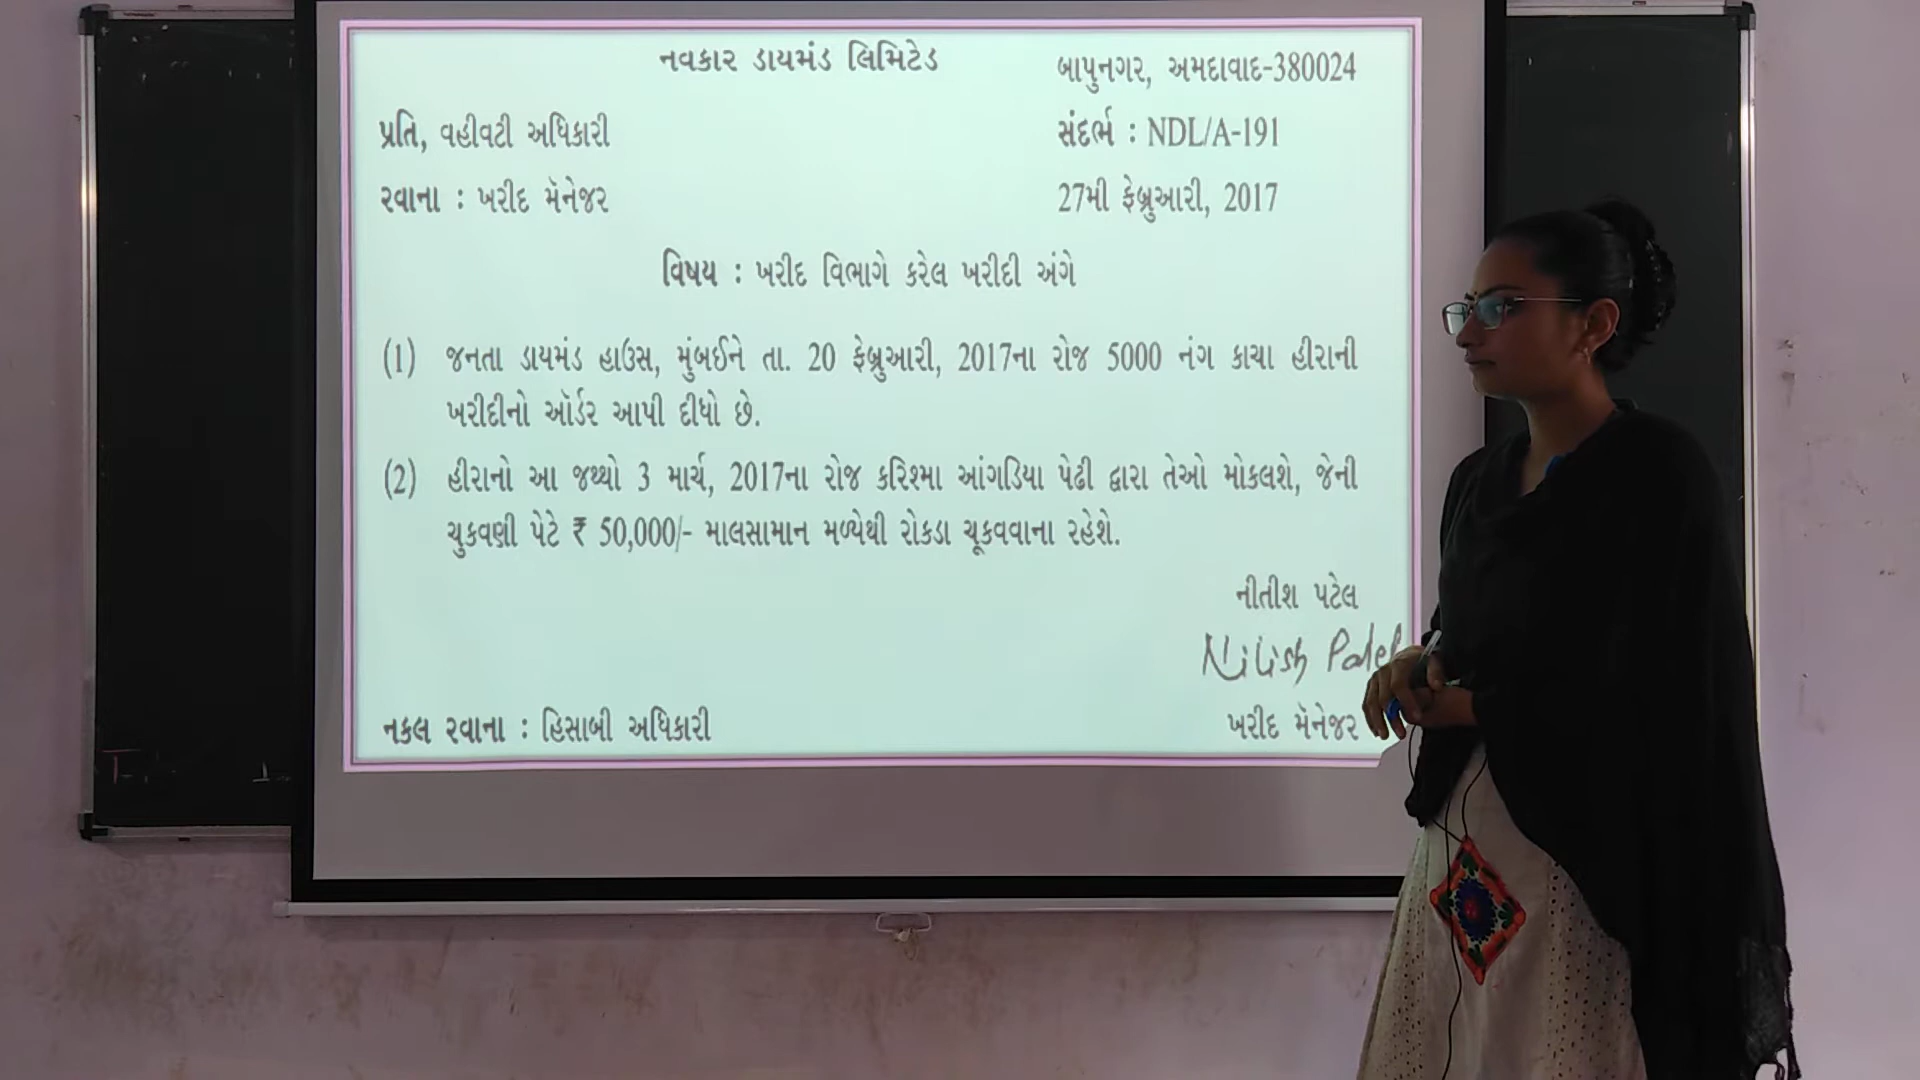 નવકાર ડાયમંડ લિમિટેડ
બાપુનગર, અમદાવાદ-380024
પ્રતિ, વહીવટી અધિકારી
સંદર્ભ : NDL/A-191
રવાના : ખરીદ મૅનેજર
27મી ફેબ્રુઆરી, 2017
વિષય : ખરીદ વિભાગે કરેલ ખરીદી અંગે
(1) જનતા ડાયમંડ હાઉસ, મુંબઈને તા. 20 ફેબ્રુઆરી, 2017ના રોજ 5000 નંગ કાચા હીરાની
ખરીદીનો ઑર્ડર આપી દીધો છે.
(2) હીરાનો આ જથ્થો 3 માર્ચ, 2017ના રોજ કરિશ્મા આંગડિયા પેઢી દ્વારા તેઓ મોકલશે, જેની
ચુકવણી પેટે ₹ 50,000/- માલસામાન મળ્યેથી રોકડા ચૂકવવાના રહેશે.
નીતીશ પટેલ
Nitish Patel
નકલ રવાના : હિસાબી અધિકારી
ખરીદ મૅનેજર